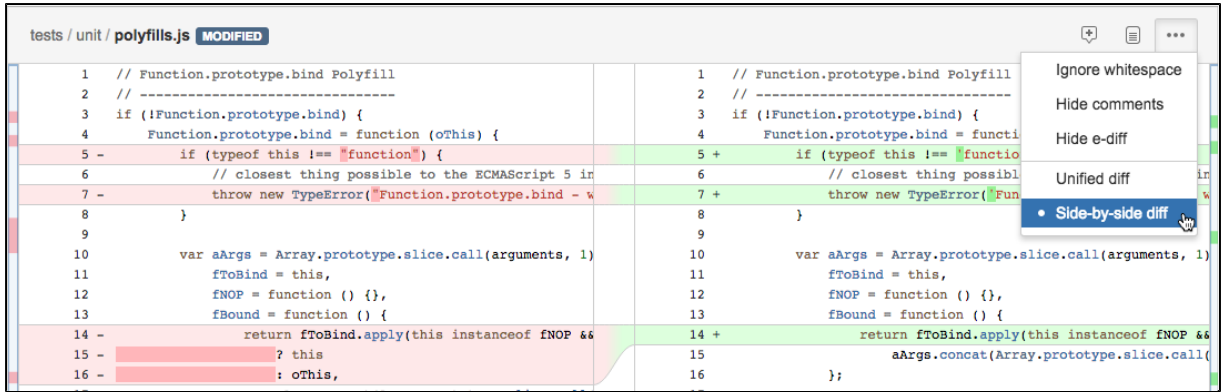 tests / unit / polyfills.js MODIFIED
1 // Function.prototype.bind Polyfill
2 // --------------------------------
3 if (!Function.prototype.bind) {
4 Function.prototype.bind = function (oThis) {
5 - if (typeof this !== "function") {
6 // closest thing possible to the ECMAScript 5 in
7 - throw new TypeError("Function.prototype.bind - w
8 }
9
10 var aArgs = Array.prototype.slice.call(arguments, 1)
11 fToBind = this,
12 fNOP = function () {},
13 fBound = function () {
14 - return fToBind.apply(this instanceof fNOP &&
15 - ? this
16 - : oThis,
1 // Function.prototype.bind Polyfill
2 // --------------------------------
3 if (!Function.prototype.bind) {
4 Function.prototype.bind = functi
5 + if (typeof this !== 'functio
6 // closest thing possibl in
7 + throw new TypeError('Fun w
8 }
9
10 var aArgs = Array.prototype.slice.call(arguments, 1)
11 fToBind = this,
12 fNOP = function () {},
13 fBound = function () {
14 + return fToBind.apply(this instanceof fNOP &&
15 aArgs.concat(Array.prototype.slice.call(
16 };
Ignore whitespace
Hide comments
Hide e-diff
Unified diff
• Side-by-side diff